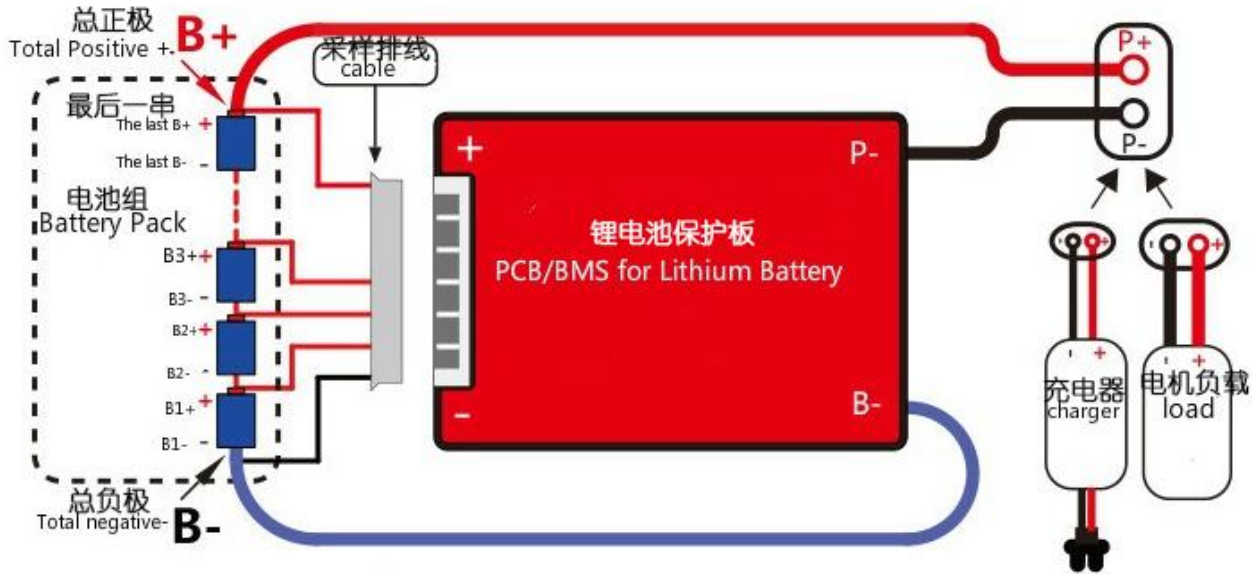 总正极
Total Positive +
B+
采样排线
cable
P+
P-
最后一串
The last B+ +
The last B- -
电池组
Battery Pack
B3+ +
B3- -
B2+ +
B2- -
B1+ +
B1- -
+
P-
锂电池保护板
PCB/BMS for Lithium Battery
-
B-
- +
- +
充电器
charger
- +
- +
电机负载
load
总负极
Total negative-
B-